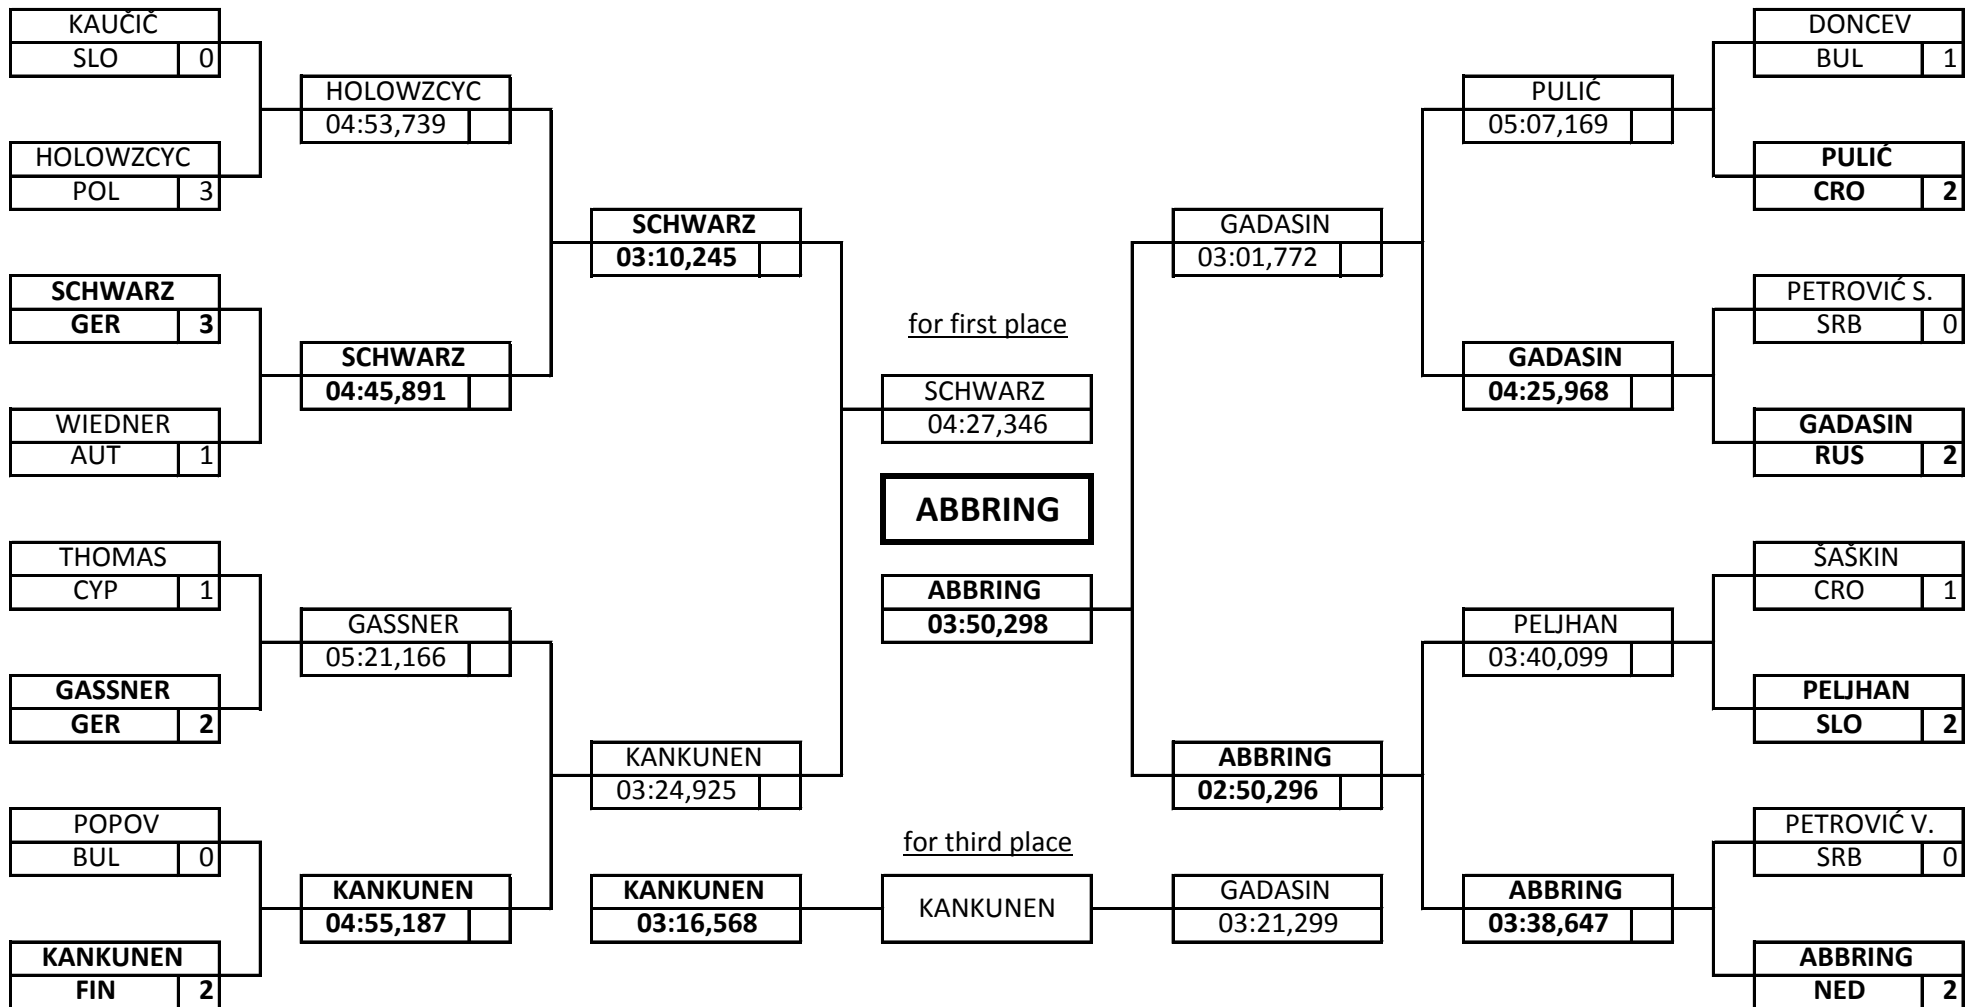 KAUČIČ
SLO 0
HOLOWZCYC
POL 3
SCHWARZ
GER 3
WIEDNER
AUT 1
THOMAS
CYP 1
GASSNER
GER 2
POPOV
BUL 0
KANKUNEN
FIN 2
HOLOWZCYC
04:53,739
SCHWARZ
04:45,891
GASSNER
05:21,166
KANKUNEN
04:55,187
SCHWARZ
03:10,245
KANKUNEN
03:24,925
for first place
SCHWARZ
04:27,346
ABBRING
ABBRING
03:50,298
for third place
KANKUNEN
03:16,568
KANKUNEN
GADASIN
03:21,299
GADASIN
03:01,772
ABBRING
02:50,296
PULIĆ
05:07,169
GADASIN
04:25,968
PELJHAN
03:40,099
ABBRING
03:38,647
DONCEV
BUL 1
PULIĆ
CRO 2
PETROVIĆ S.
SRB 0
GADASIN
RUS 2
ŠAŠKIN
CRO 1
PELJHAN
SLO 2
PETROVIĆ V.
SRB 0
ABBRING
NED 2